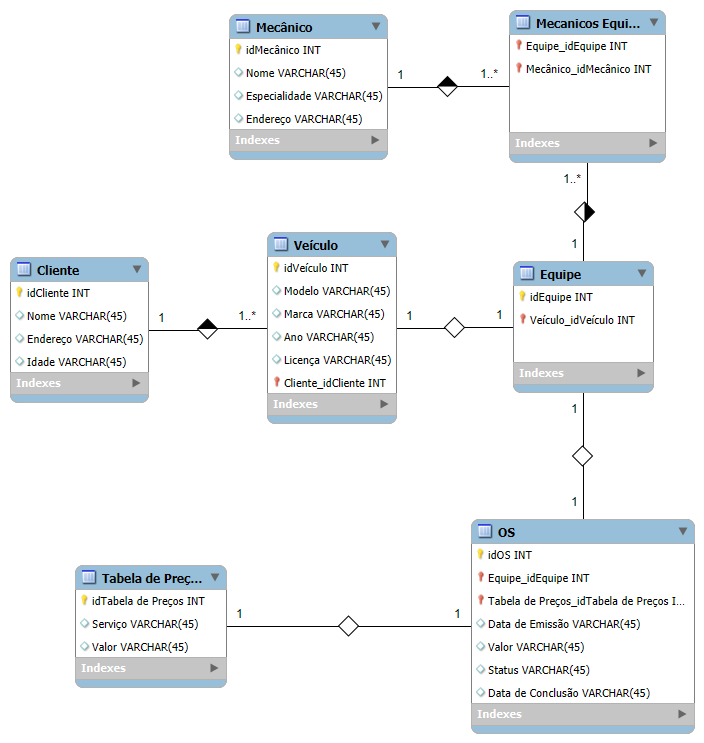 Mecânico
idMecânico INT
Nome VARCHAR(45)
Especialidade VARCHAR(45)
Endereço VARCHAR(45)
Indexes
1
1..*
Mecanicos Equi...
Equipe_idEquipe INT
Mecânico_idMecânico INT
Indexes
1..*
1
Cliente
idCliente INT
Nome VARCHAR(45)
Endereço VARCHAR(45)
Idade VARCHAR(45)
Indexes
1
1..*
Veículo
idVeículo INT
Modelo VARCHAR(45)
Marca VARCHAR(45)
Ano VARCHAR(45)
Licença VARCHAR(45)
Cliente_idCliente INT
Indexes
1
1
Equipe
idEquipe INT
Veículo_idVeículo INT
Indexes
1
1
Tabela de Preç...
idTabela de Preços INT
Serviço VARCHAR(45)
Valor VARCHAR(45)
Indexes
1
1
OS
idOS INT
Equipe_idEquipe INT
Tabela de Preços_idTabela de Preços I...
Data de Emissão VARCHAR(45)
Valor VARCHAR(45)
Status VARCHAR(45)
Data de Conclusão VARCHAR(45)
Indexes